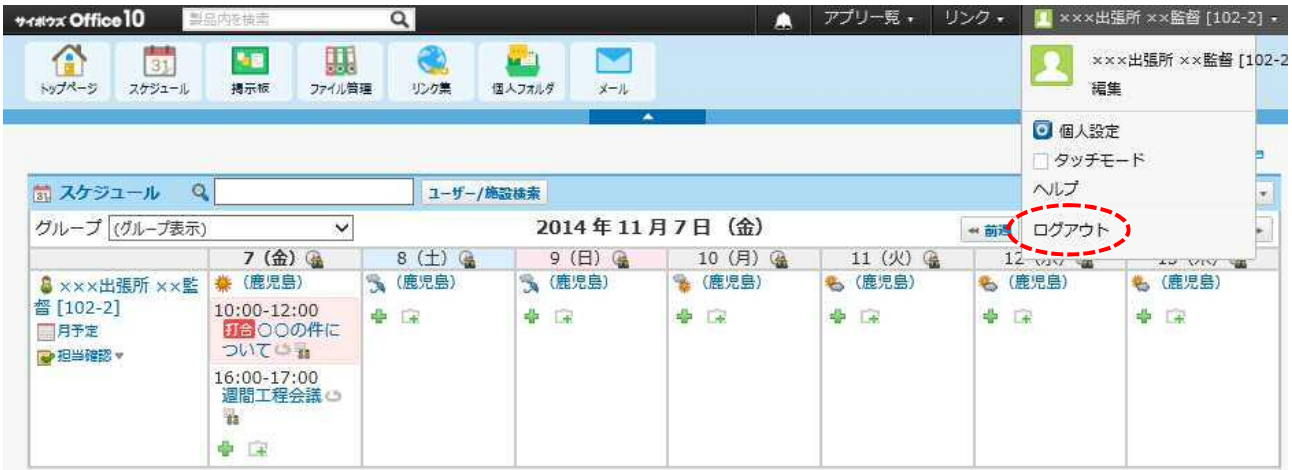 サイボウズ Office10 製品内を検索 アプリ一覧 リンク ×××出張所 ××監督 [102-2]
×××出張所 ××監督 [102-2
編集
トップページ スケジュール 掲示板 ファイル管理 リンク集 個人フォルダ メール
個人設定
タッチモード
ヘルプ
ログアウト
スケジュール ユーザー/施設検索
グループ (グループ表示) 2014 年 11 月 7 日 (金) 前週
7 (金) 8 (土) 9 (日) 10 (月) 11 (火)
×××出張所 ××監 (鹿児島) (鹿児島) (鹿児島) (鹿児島) (鹿児島) (鹿児島) (鹿児島)
督 [102-2] 10:00-12:00
月予定 打合 〇〇の件に
担当確認 ついて
16:00-17:00
週間工程会議